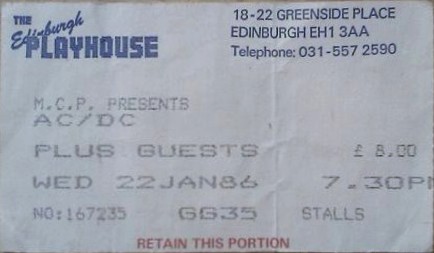 THE
Edinburgh
PLAYHOUSE
18-22 GREENSIDE PLACE
EDINBURGH EH1 3AA
Telephone: 031-557 2590
M.C.P. PRESENTS
AC/DC
PLUS GUESTS £ 8.00
WED 22JAN86 7.30PM
NO:167235 GG35 STALLS
RETAIN THIS PORTION